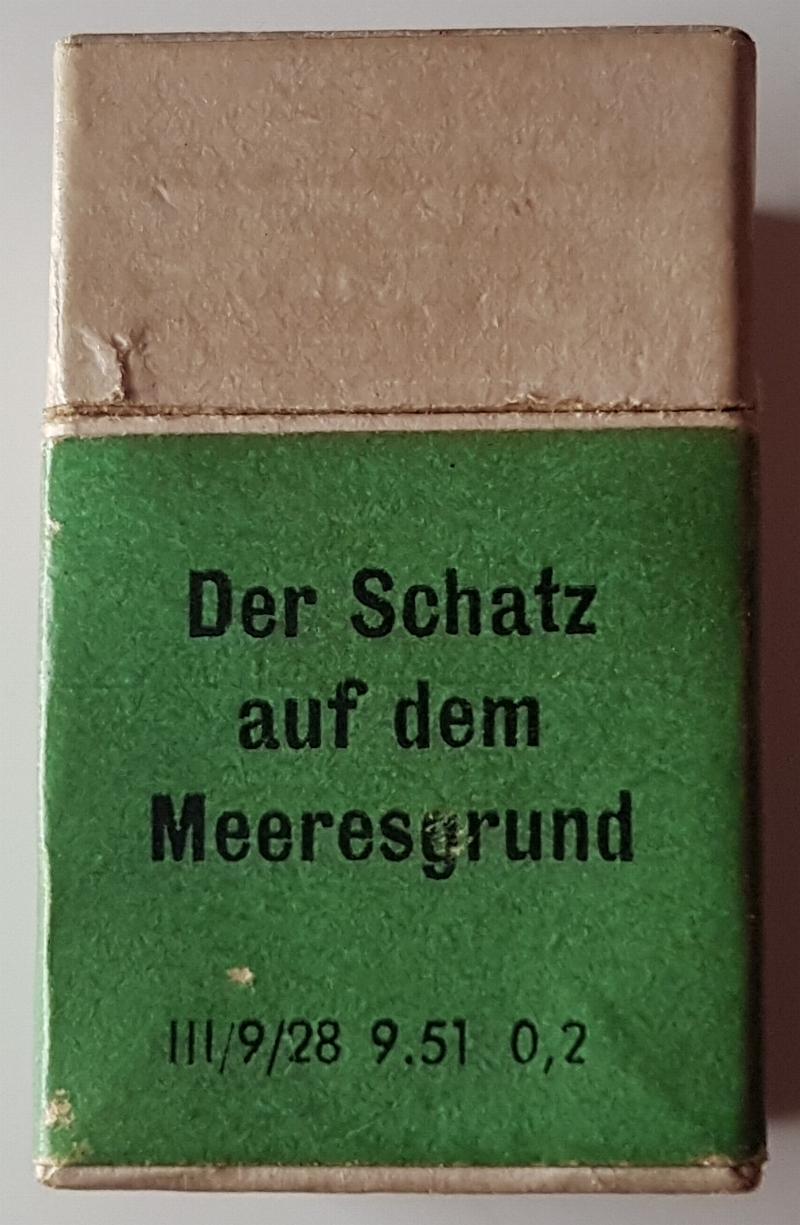 Der Schatz
auf dem
Meeresgrund
III/9/28 9.51 0,2